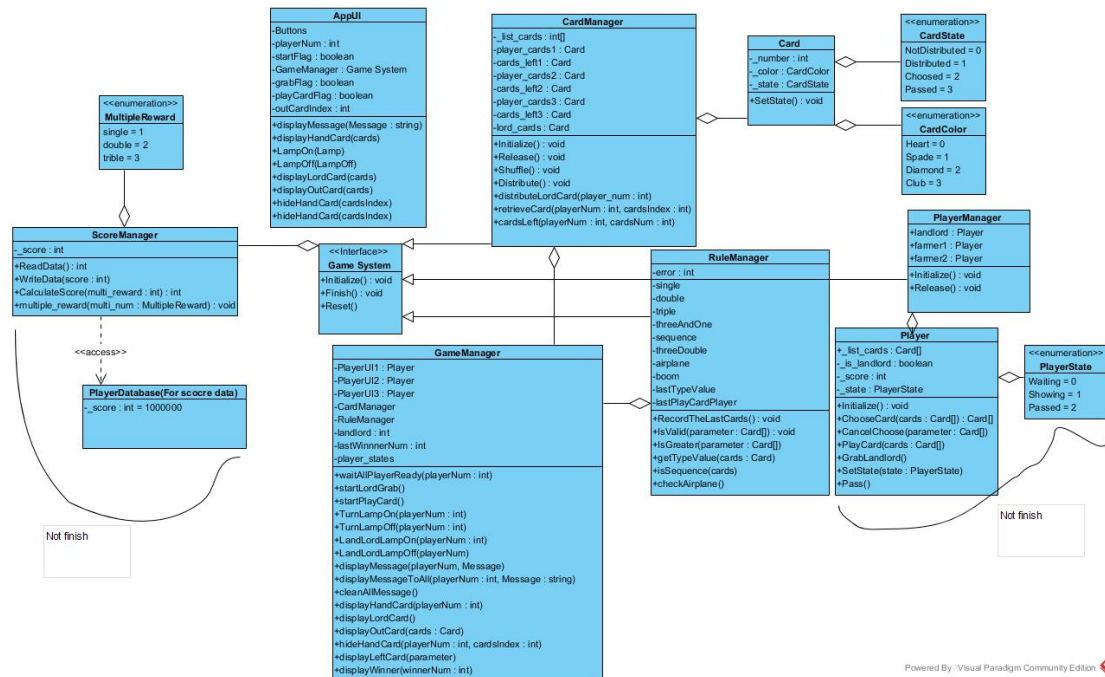 AppUI
-Buttons
-playerNum : int
-startFlag : boolean
-GameManager : Game System
-grabFlag : boolean
-playCardFlag : boolean
-outCardIndex : int
+displayMessage(Message : string)
+displayHandCard(cards)
+LampOn(Lamp)
+LampOff(LampOff)
+displayLordCard(cards)
+displayOutCard(cards)
+hideHandCard(cardsIndex)
+hideHandCard(cardsIndex)
CardManager
-_list_cards : int[]
-player_cards1 : Card
-cards_left1 : Card
-player_cards2 : Card
-cards_left2 : Card
-player_cards3 : Card
-cards_left3 : Card
-lord_cards : Card
+Initialize() : void
+Release() : void
+Shuffle() : void
+Distribute() : void
+distributeLordCard(player_num : int)
+retrieveCard(playerNum : int, cardsIndex : int)
+cardsLeft(playerNum : int, cardsNum : int)
Card
-_number : int
-_color : CardColor
-_state : CardState
+SetState() : void
<<enumeration>>
CardState
NotDistributed = 0
Distributed = 1
Choosed = 2
Passed = 3
<<enumeration>>
CardColor
Heart = 0
Spade = 1
Diamond = 2
Club = 3
<<enumeration>>
MultipleReward
single = 1
double = 2
trible = 3
ScoreManager
-_score : int
+ReadData() : int
+WriteData(score : int)
+CalculateScore(multi_reward : int) : int
+multiple_reward(multi_num : MultipleReward) : void
<<access>>
PlayerDatabase(For scocre data)
-_score : int = 1000000
Not finish
<<Interface>>
Game System
+Initialize() : void
+Finish() : void
+Reset()
PlayerManager
+landlord : Player
+farmer1 : Player
+farmer2 : Player
+Initialize() : void
+Release() : void
RuleManager
-error : int
-single
-double
-triple
-threeAndOne
-sequence
-threeDouble
-airplane
-boom
-lastTypeValue
-lastPlayCardPlayer
+RecordTheLastCards() : void
+IsValid(parameter : Card[]) : void
+IsGreater(parameter : Card[])
+getTypeValue(cards : Card)
+isSequence(cards)
+checkAirplane()
Player
+_list_cards : Card[]
-_is_landlord : boolean
-_score : int
-_state : PlayerState
+Initialize() : void
+ChooseCard(cards : Card[]) : Card[]
+CancelChoose(parameter : Card[])
+PlayCard(cards : Card[])
+GrabLandlord()
+SetState(state : PlayerState)
+Pass()
<<enumeration>>
PlayerState
Waiting = 0
Showing = 1
Passed = 2
Not finish
GameManager
-PlayerUI1 : Player
-PlayerUI2 : Player
-PlayerUI3 : Player
-CardManager
-RuleManager
-landlord : int
-lastWinnnerNum : int
-player_states
+waitAllPlayerReady(playerNum : int)
+startLordGrab()
+startPlayCard()
+TurnLampOn(playerNum : int)
+TurnLampOff(playerNum : int)
+LandLordLampOn(playerNum : int)
+LandLordLampOff(playerNum)
+displayMessage(playerNum, Message)
+displayMessageToAll(playerNum : int, Message : string)
+cleanAllMessage()
+displayHandCard(playerNum : int)
+displayLordCard()
+displayOutCard(cards : Card)
+hideHandCard(playerNum : int, cardsIndex : int)
+displayLeftCard(parameter)
+displayWinner(winnerNum : int)
Powered By Visual Paradigm Community Edition